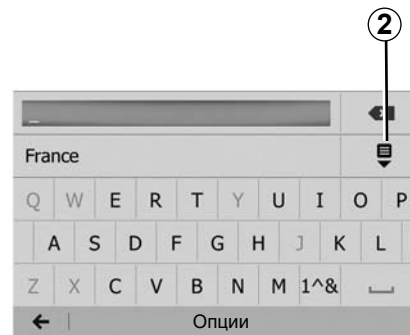 2
_
France
Q W E R T Y U I O P
A S D F G H J K L
Z X C V B N M 1^&
Опции